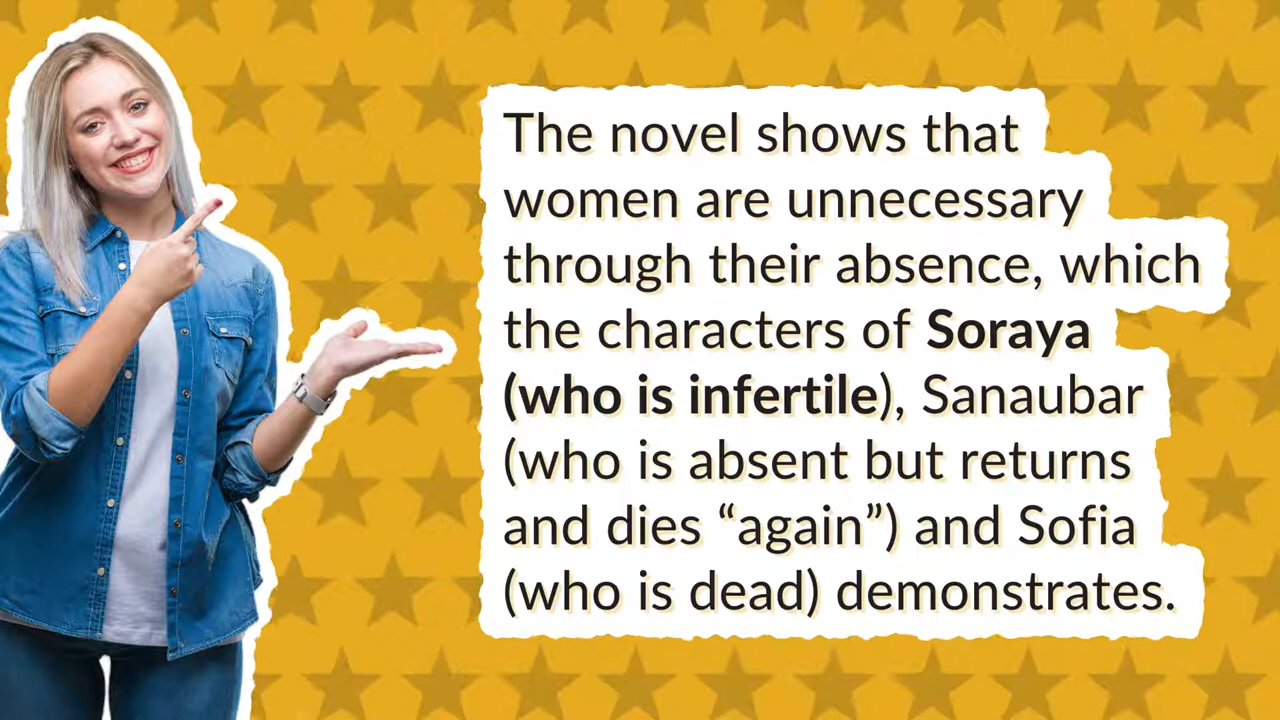 The novel shows that
women are unnecessary
through their absence, which
the characters of Soraya
(who is infertile), Sanaubar
(who is absent but returns
and dies “again”) and Sofia
(who is dead) demonstrates.